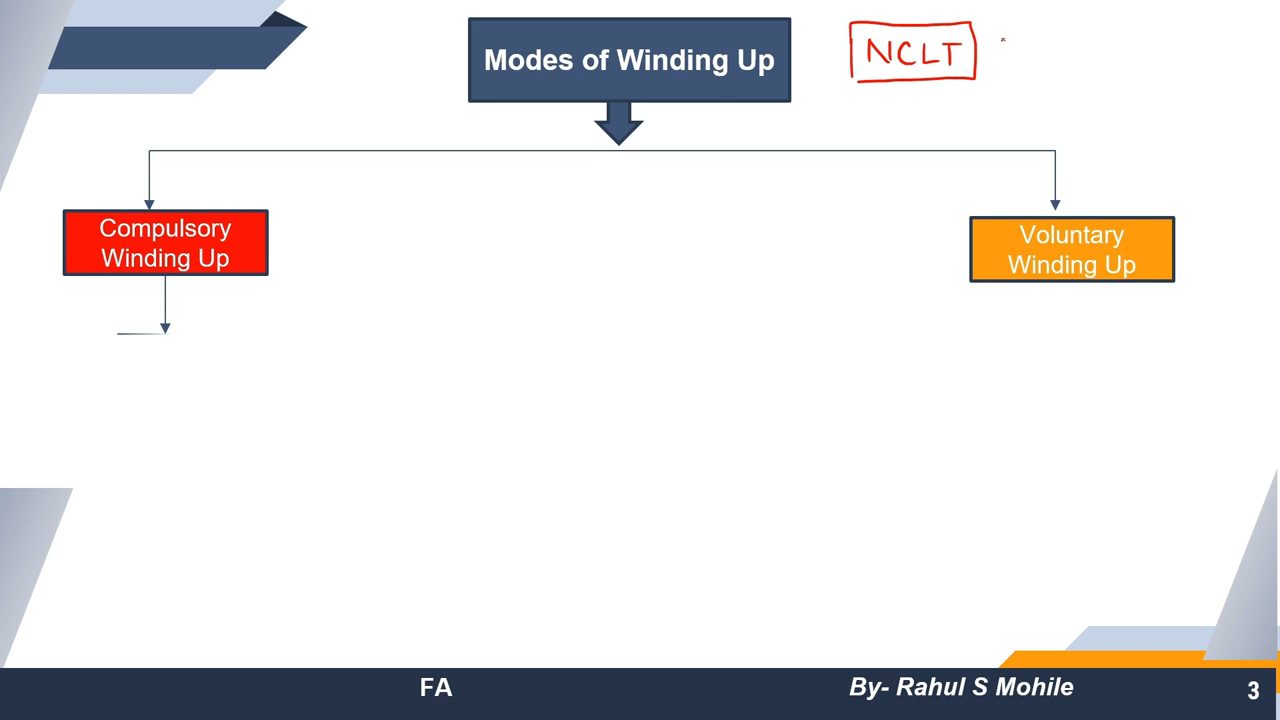 Modes of Winding Up
NCLT
Compulsory
Winding Up
Voluntary
Winding Up
FA
By- Rahul S Mohile
3